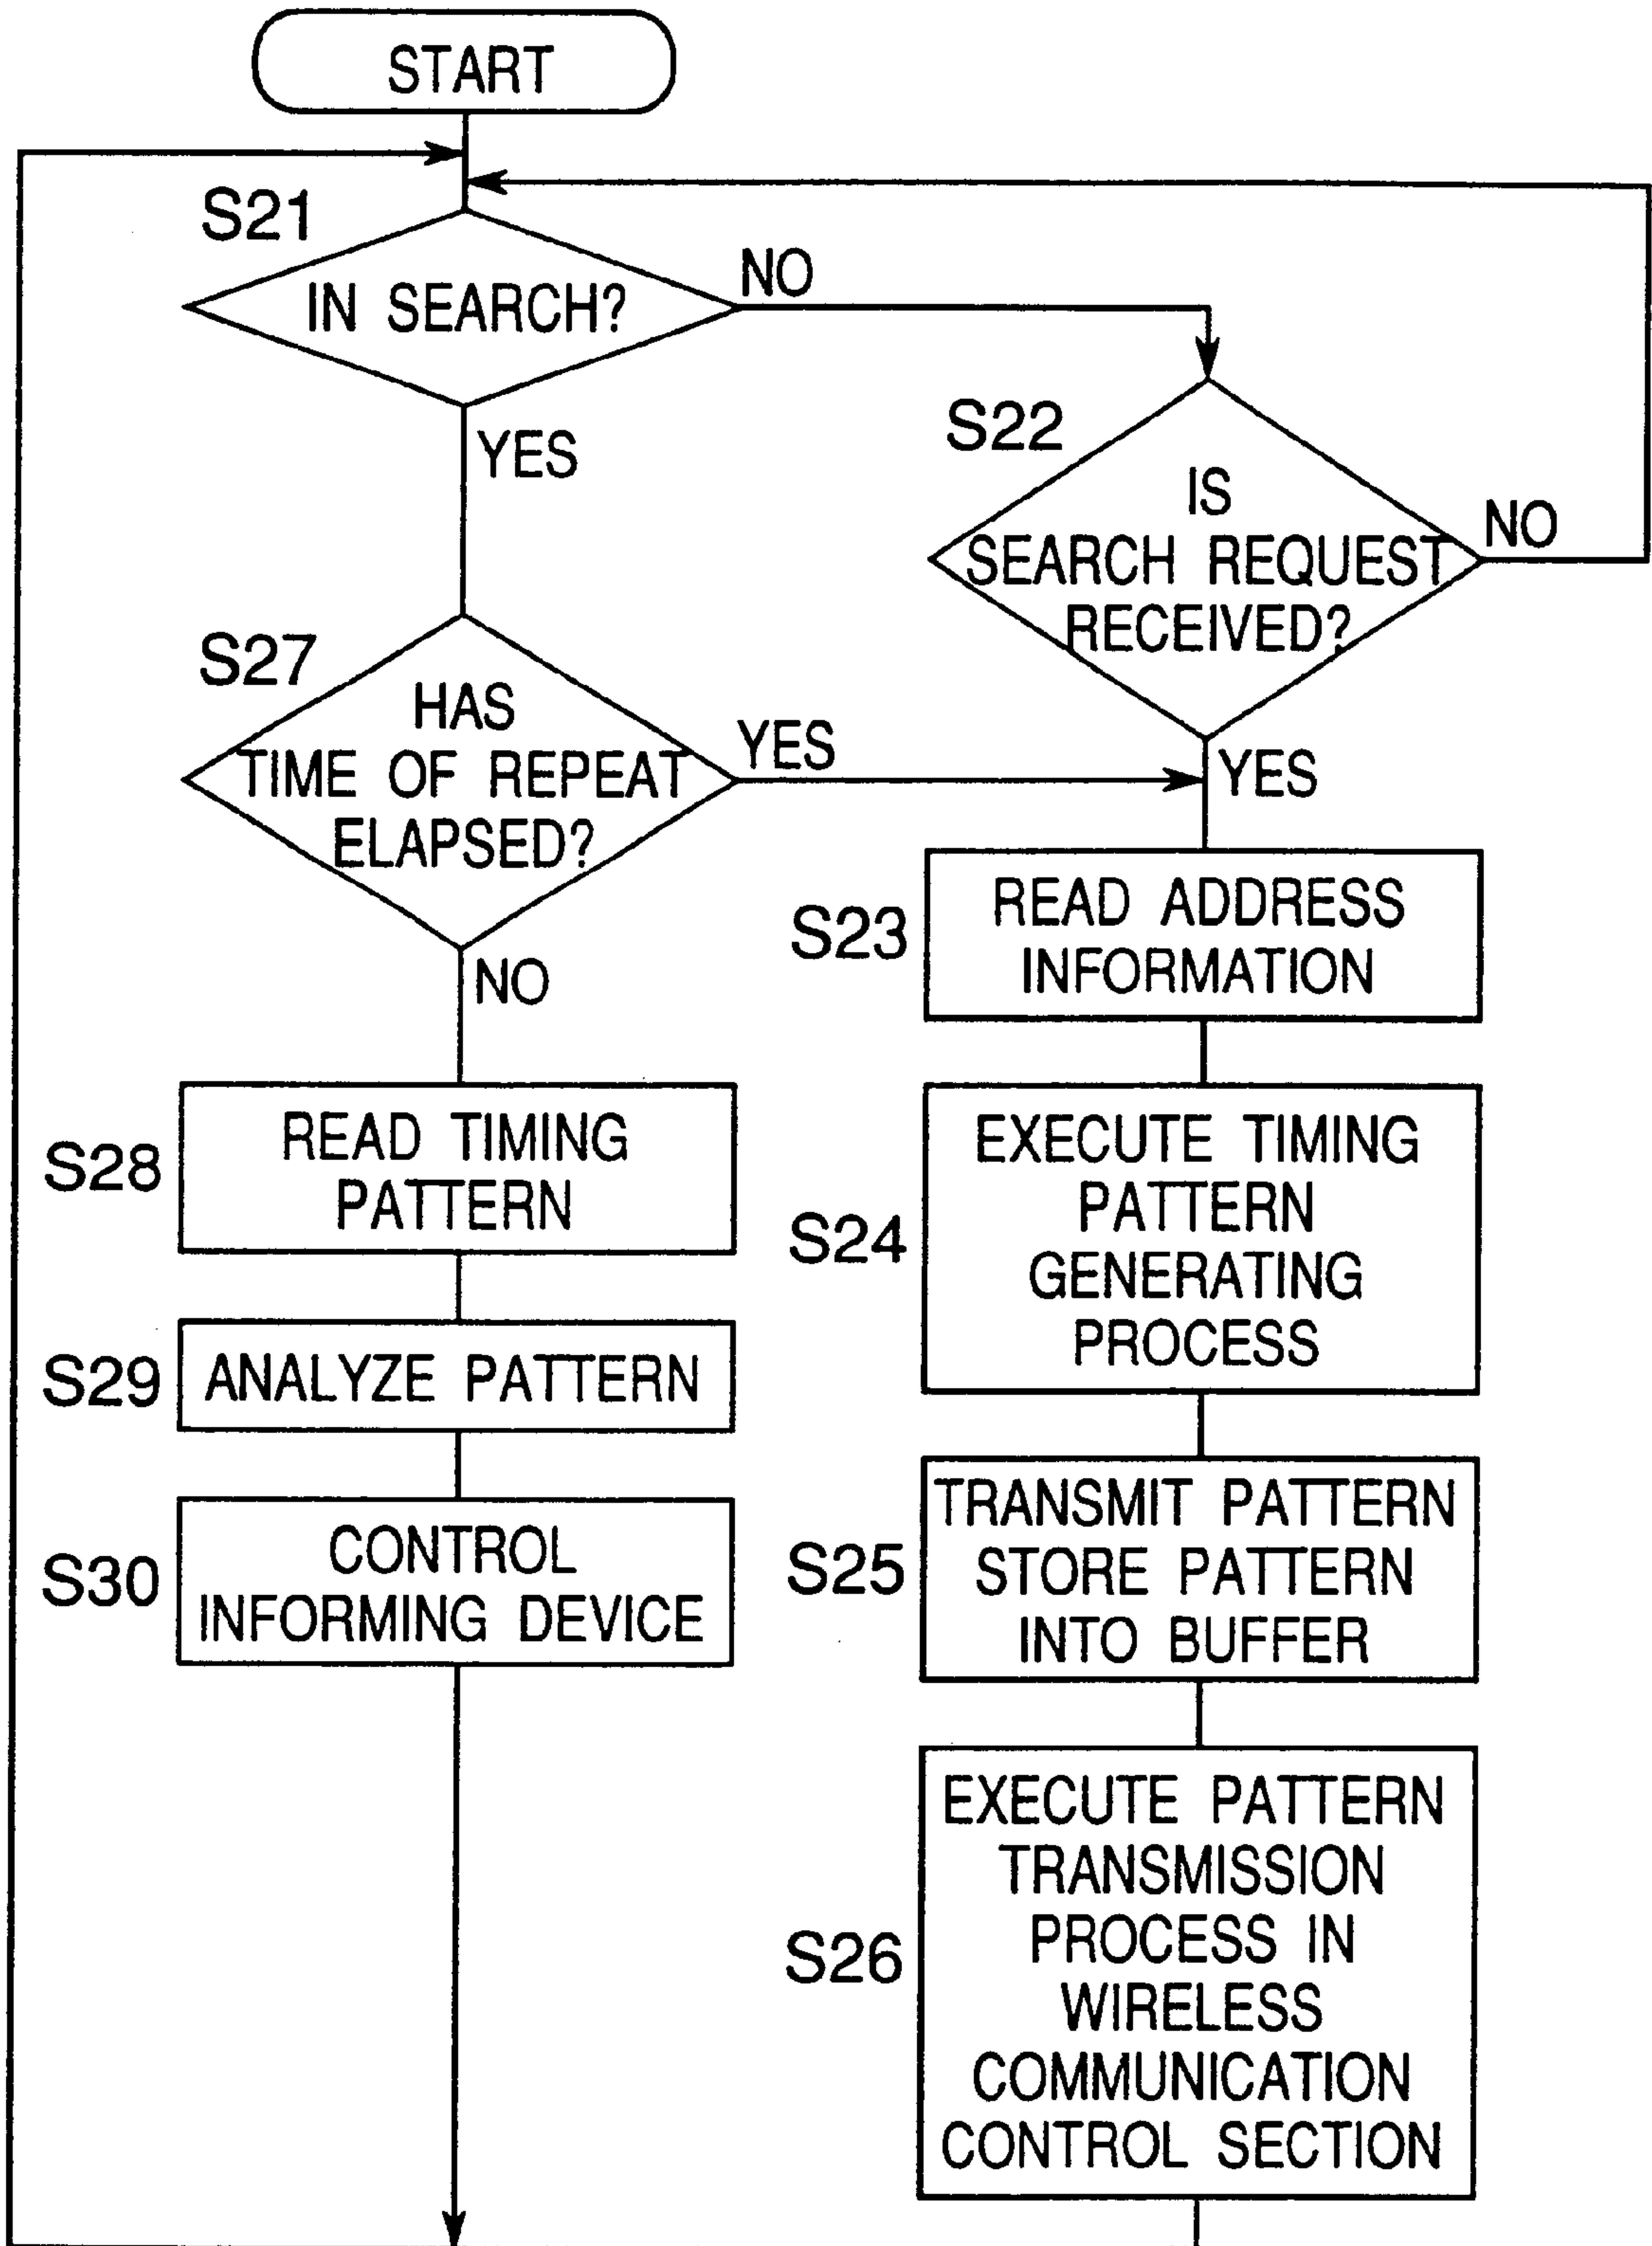 START
S21
IN SEARCH?
NO
YES
S22
IS
SEARCH REQUEST
RECEIVED?
NO
YES
S27
HAS
TIME OF REPEAT
ELAPSED?
YES
NO
S23
READ ADDRESS
INFORMATION
S28
READ TIMING
PATTERN
S24
EXECUTE TIMING
PATTERN
GENERATING
PROCESS
S29
ANALYZE PATTERN
S25
TRANSMIT PATTERN
STORE PATTERN
INTO BUFFER
S30
CONTROL
INFORMING DEVICE
S26
EXECUTE PATTERN
TRANSMISSION
PROCESS IN
WIRELESS
COMMUNICATION
CONTROL SECTION